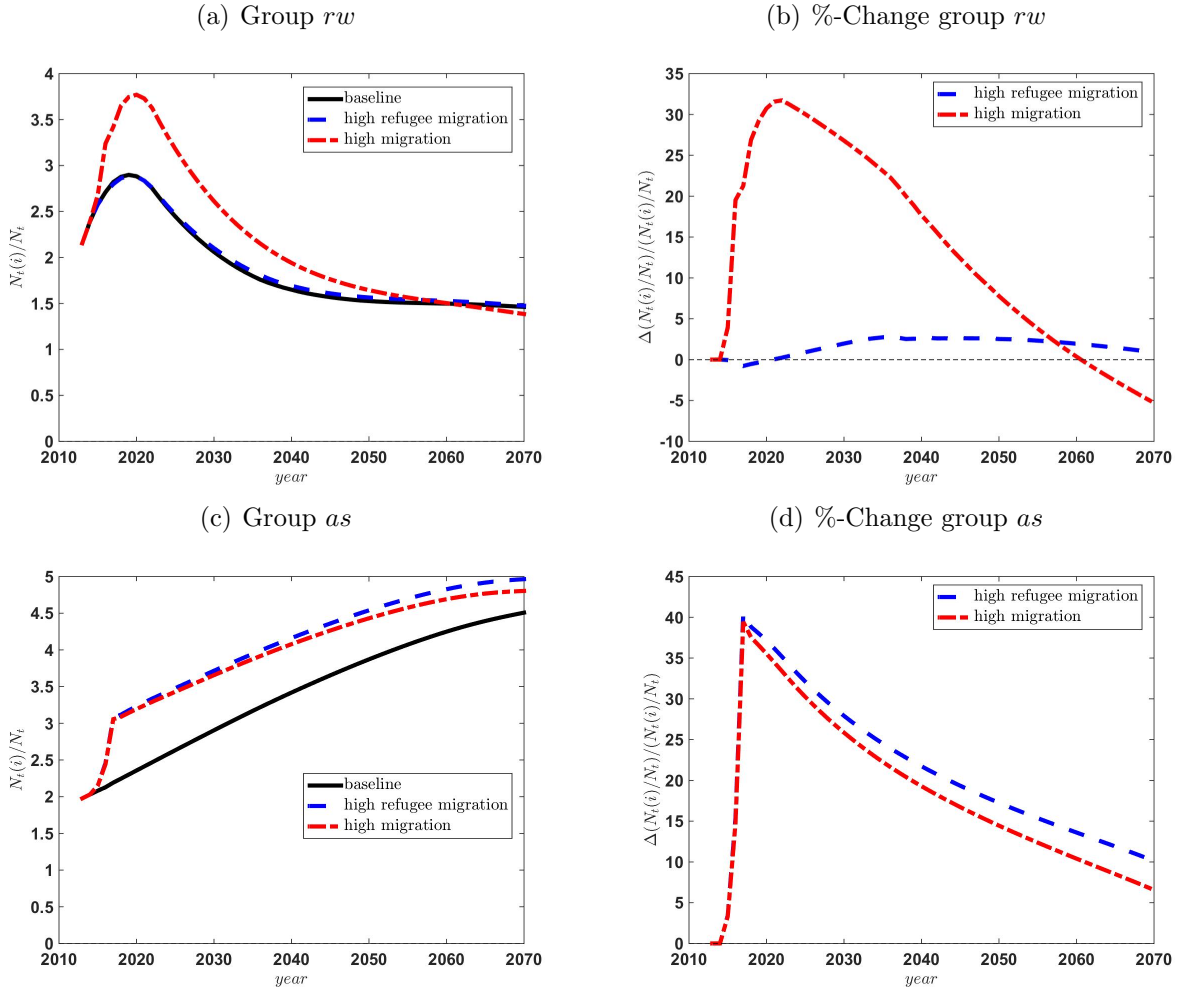 (a) Group rw
4
3.5
3
2.5
2
1.5
1
0.5
0
2010 2020 2030 2040 2050 2060 2070
year
N_t(i)/N_t
baseline
high refugee migration
high migration
(b) %-Change group rw
35
30
25
20
15
10
5
0
-5
-10
2010 2020 2030 2040 2050 2060 2070
year
Δ(N_t(i)/N_t)/(N_t(i)/N_t)
high refugee migration
high migration
(c) Group as
5
4.5
4
3.5
3
2.5
2
1.5
1
0.5
0
2010 2020 2030 2040 2050 2060 2070
year
N_t(i)/N_t
baseline
high refugee migration
high migration
(d) %-Change group as
45
40
35
30
25
20
15
10
5
0
2010 2020 2030 2040 2050 2060 2070
year
Δ(N_t(i)/N_t)/(N_t(i)/N_t)
high refugee migration
high migration